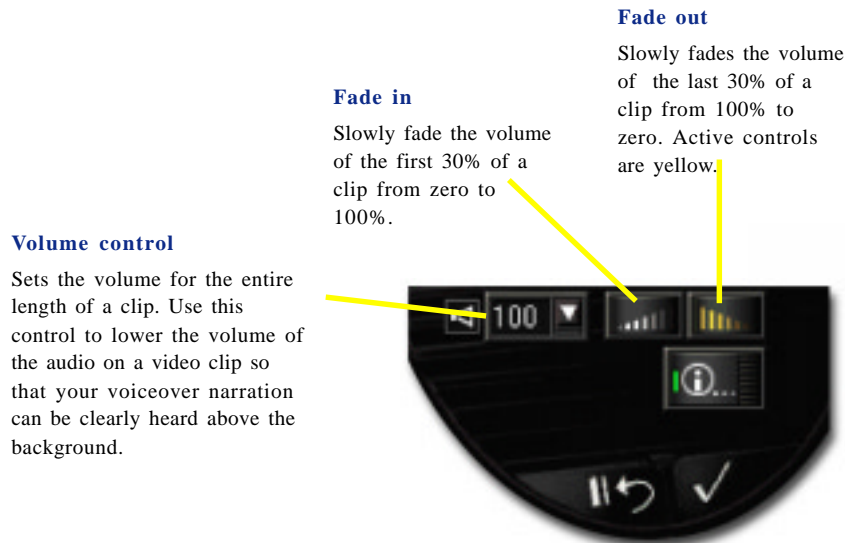 Fade out
Slowly fades the volume
of the last 30% of a
clip from 100% to
zero. Active controls
are yellow.
Fade in
Slowly fade the volume
of the first 30% of a
clip from zero to
100%.
Volume control
Sets the volume for the entire
length of a clip. Use this
control to lower the volume of
the audio on a video clip so
that your voiceover narration
can be clearly heard above the
background.
100
i...